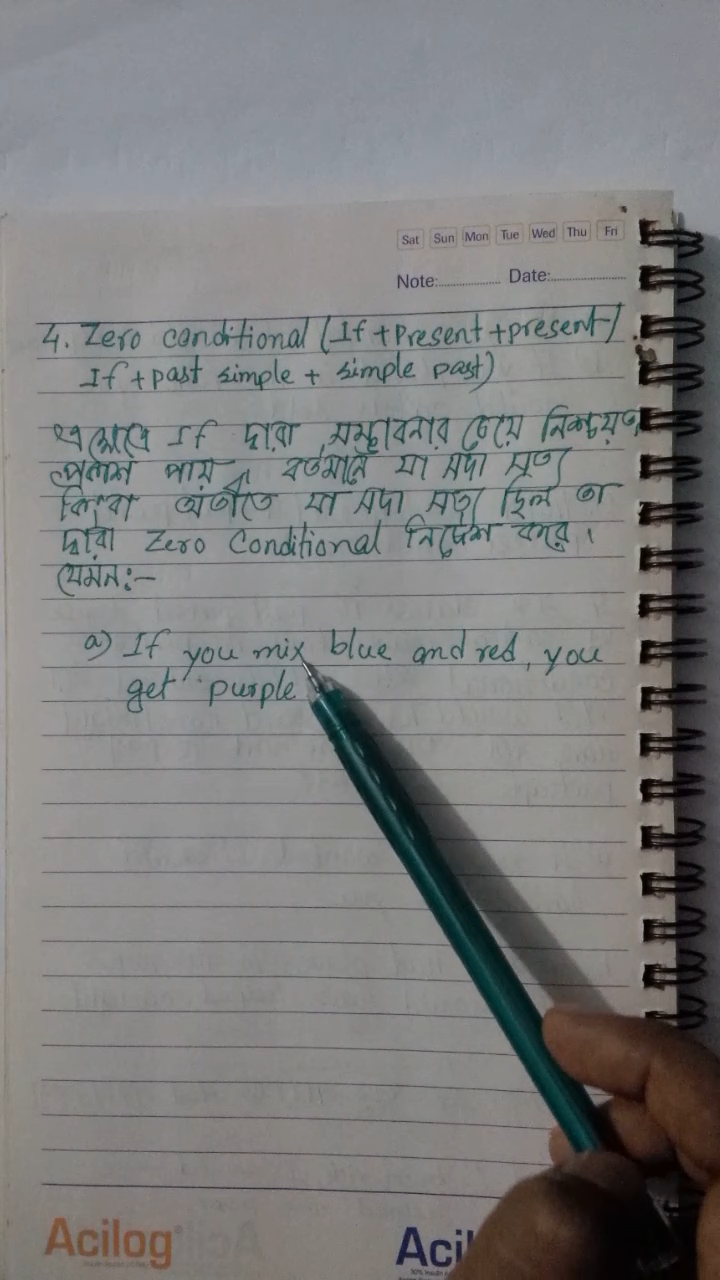 Sat Sun Mon Tue Wed Thu Fri
Note: Date:
4. Zero conditional (If + Present + present /
If + past simple + simple past)
এ ক্ষেত্রে If দ্বারা সম্ভাবনার চেয়ে নিশ্চয়তা
প্রকাশ পায়। বর্তমানে যা সদা সত্য
কিংবা অতীতে যা সদা সত্য ছিল তা
দ্বারা Zero Conditional নির্দেশ করে।
যেমন:-
a) If you mix blue and red, you
get purple
Acilog